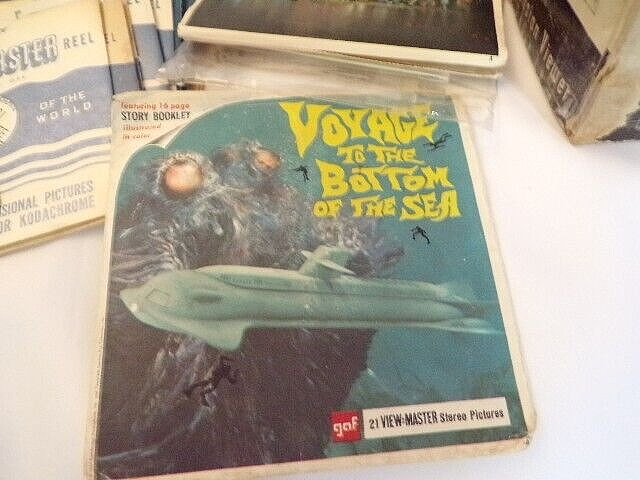 STER REEL
OF THE
WORLD
SIONAL PICTURES
OR KODACHROME
featuring 16 page
STORY BOOKLET
illustrated
in color
VOYAGE
TO THE
BOTTOM
OF THE SEA
gaf 21 VIEW-MASTER Stereo Pictures